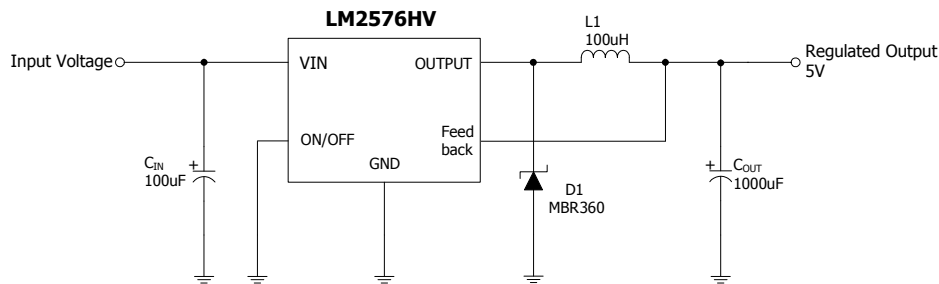 LM2576HV
L1
100uH
Input Voltage
VIN
OUTPUT
Regulated Output
5V
ON/OFF
Feed
back
GND
CIN
100uF
+
D1
MBR360
+
COUT
1000uF